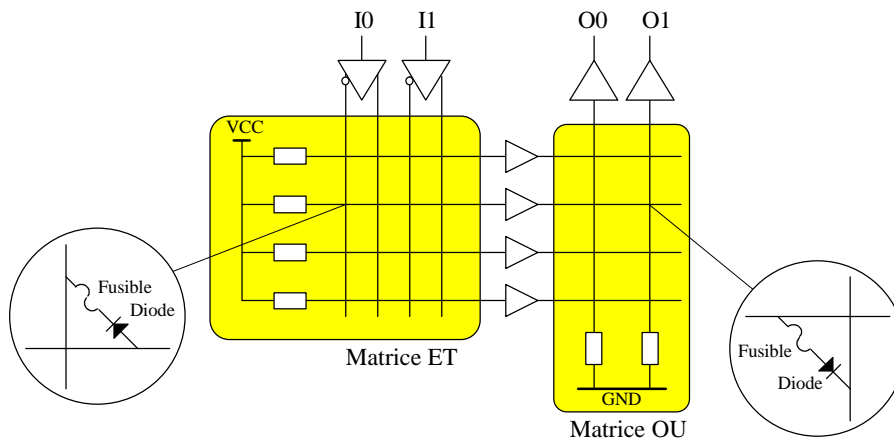 I0 I1 O0 O1
VCC
Fusible
Diode
Matrice ET
Fusible
Diode
GND
Matrice OU